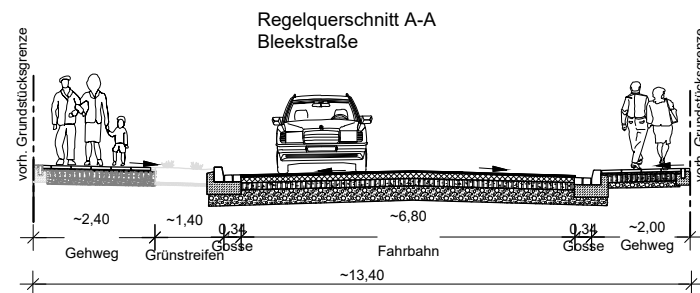 Regelquerschnitt A-A
Bleekstraße
vorh. Grundstücksgrenze
vorh. Grundstücksgrenze
~2,40
~1,40
0,34
~6,80
0,34
~2,00
Gehweg
Grünstreifen
Gosse
Fahrbahn
Gosse
Gehweg
~13,40